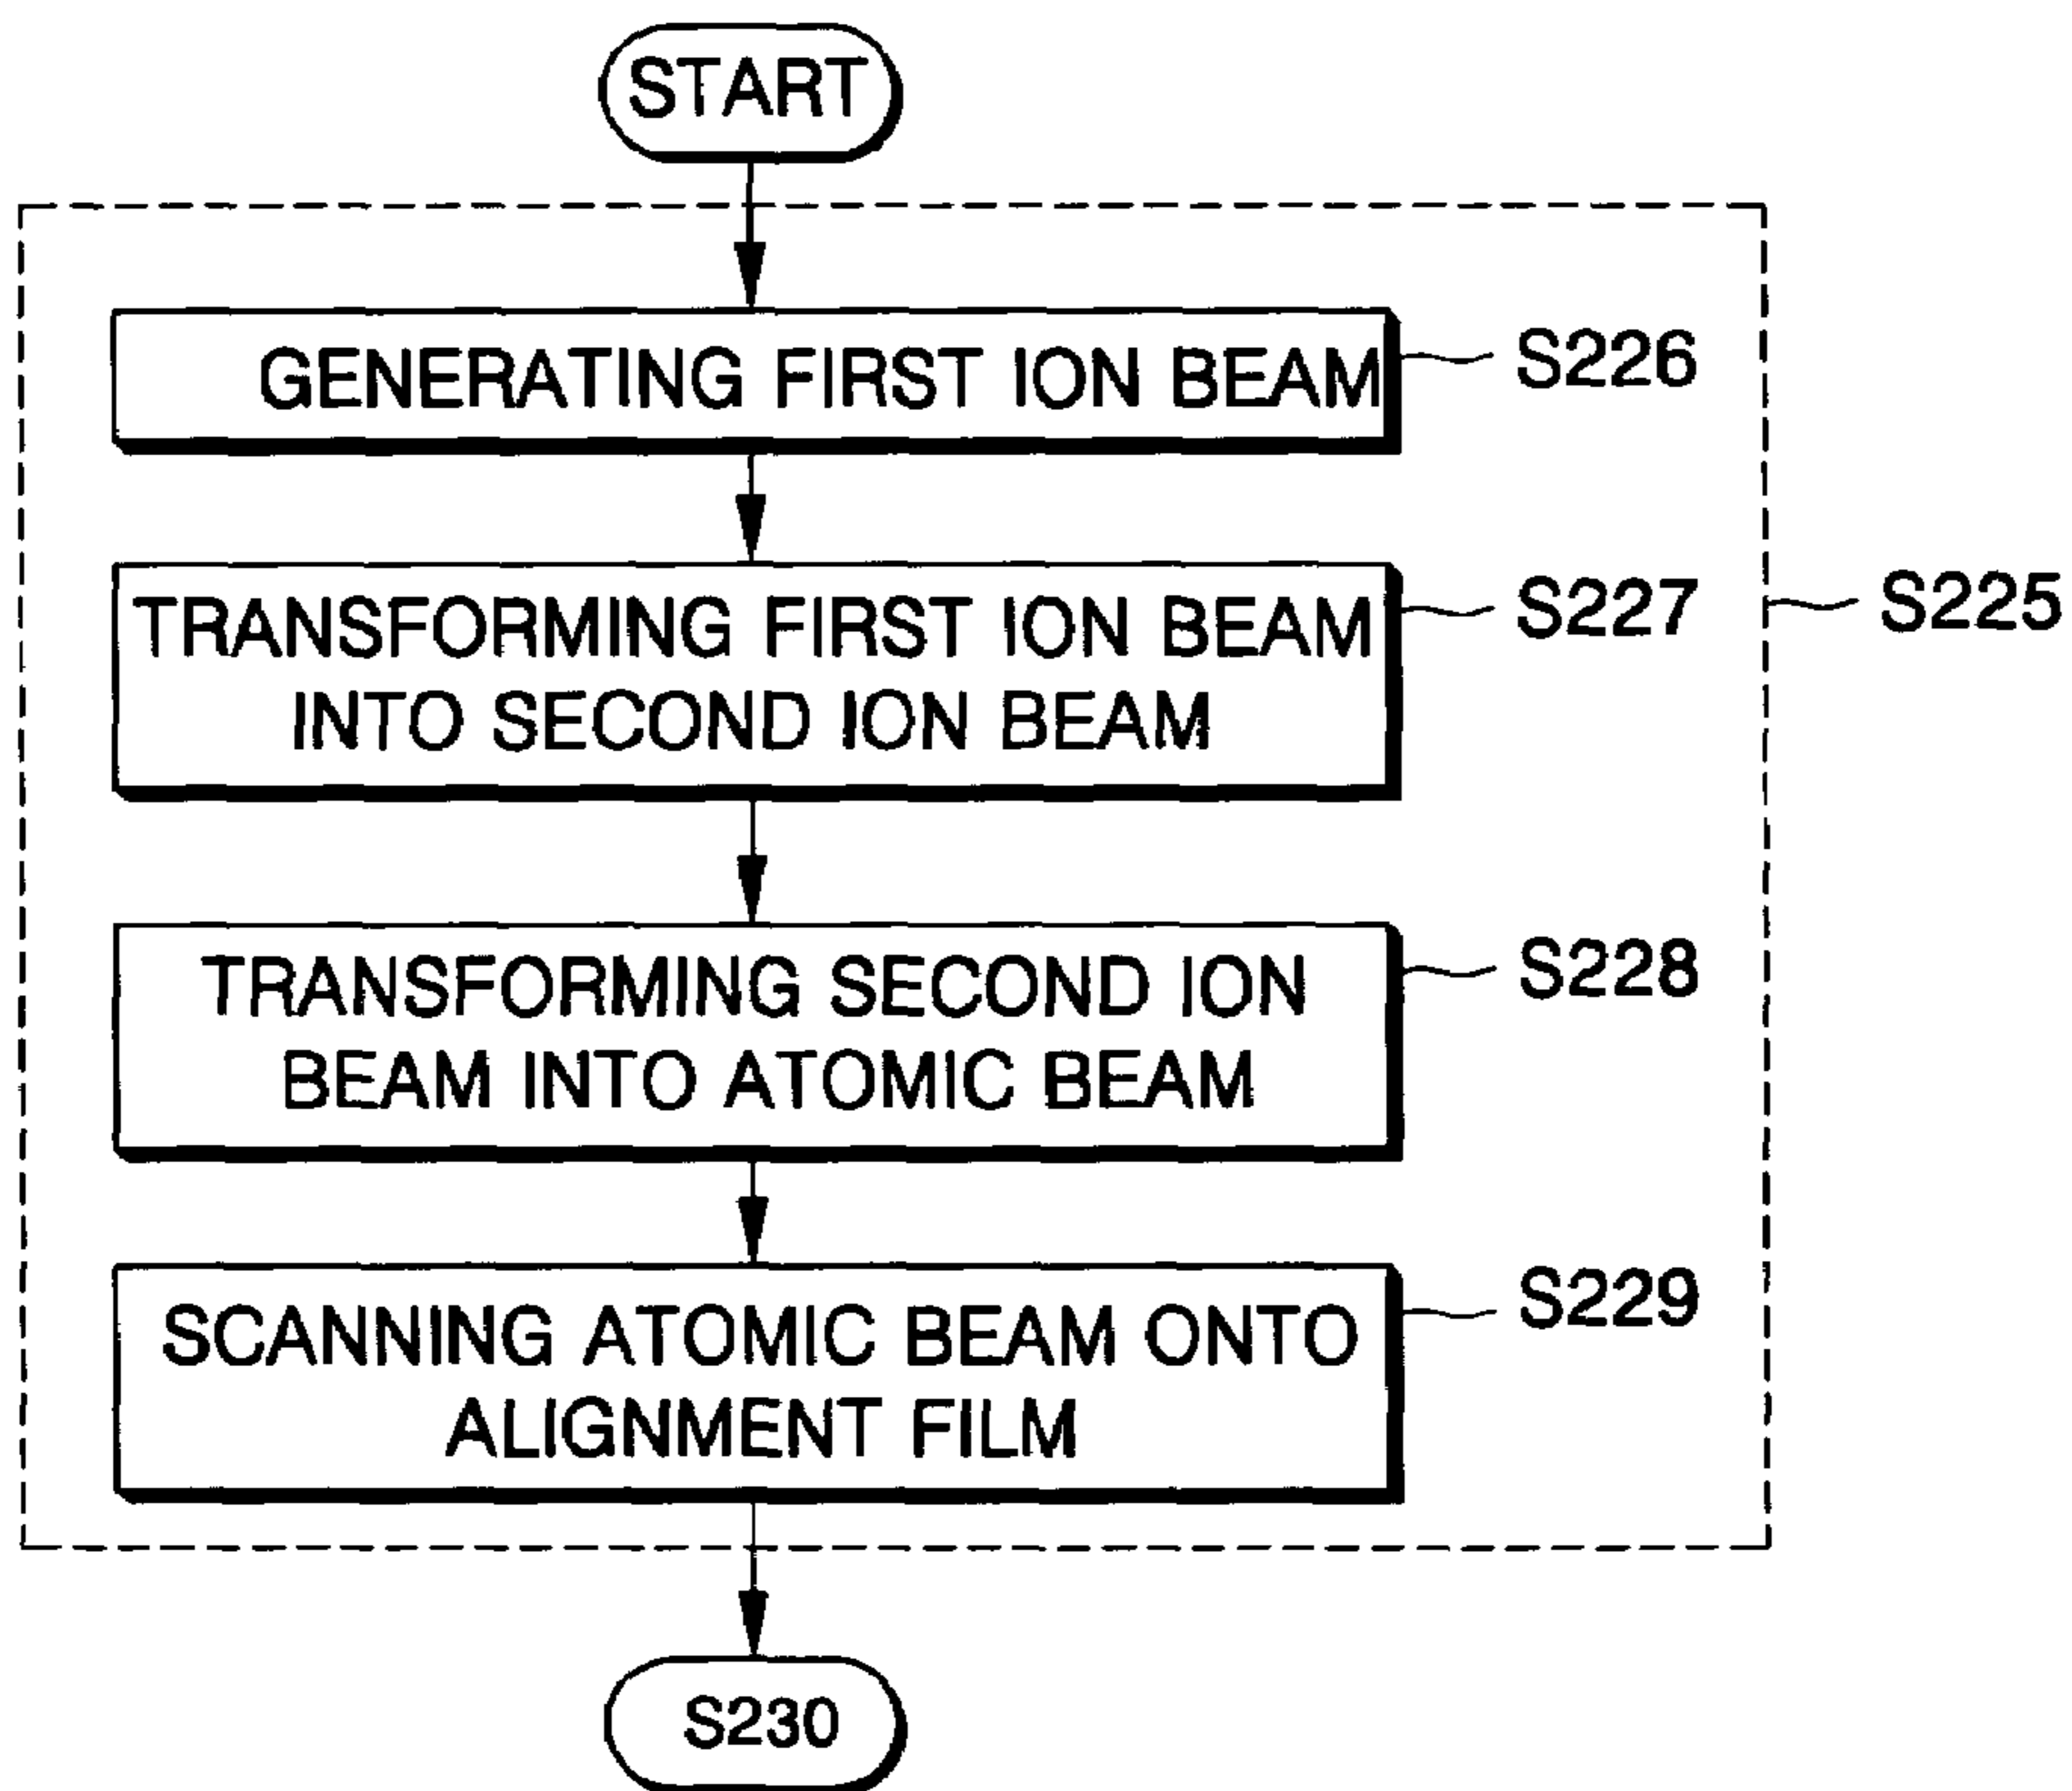 START
GENERATING FIRST ION BEAM
S226
TRANSFORMING FIRST ION BEAM
INTO SECOND ION BEAM
S227
S225
TRANSFORMING SECOND ION
BEAM INTO ATOMIC BEAM
S228
SCANNING ATOMIC BEAM ONTO
ALIGNMENT FILM
S229
S230